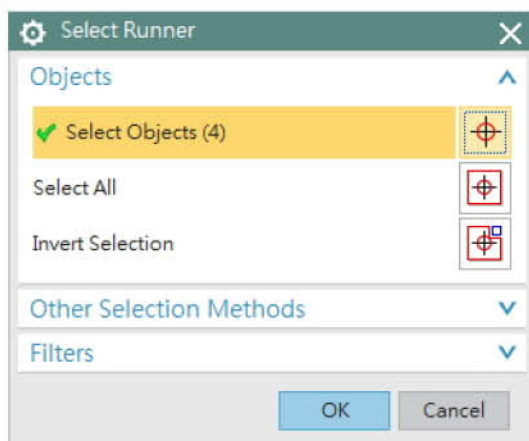 Select Runner
Objects
Select Objects (4)
Select All
Invert Selection
Other Selection Methods
Filters
OK Cancel